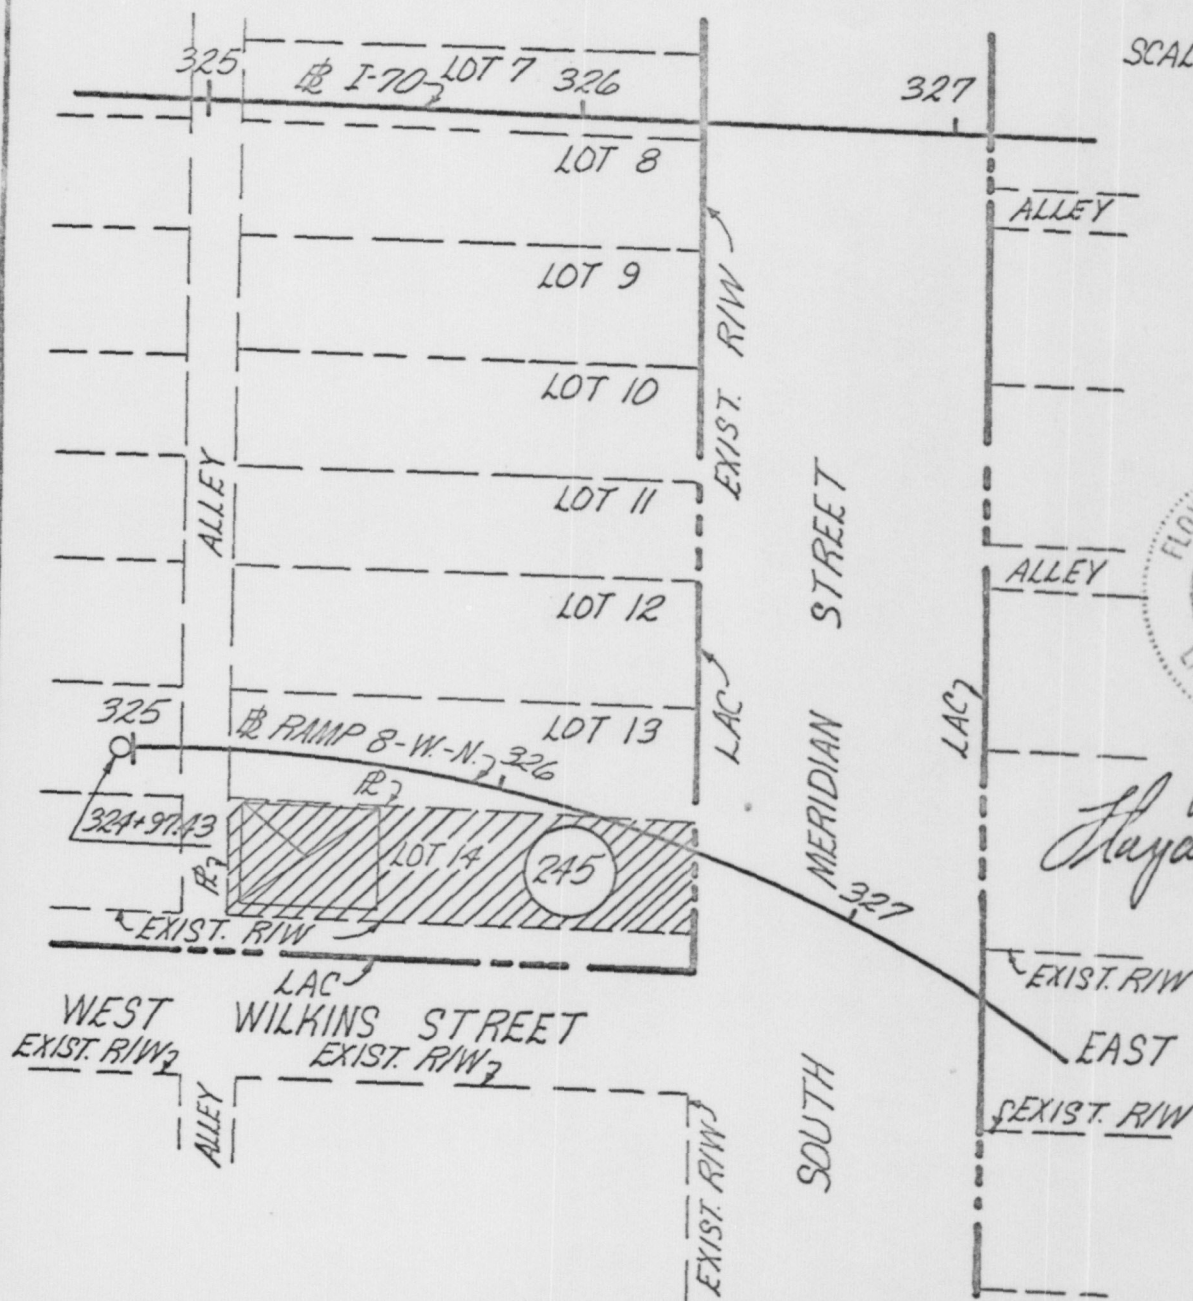 SCAL
325
B̸L I-70
LOT 7
326
327
LOT 8
ALLEY
LOT 9
EXIST. R/W
LOT 10
LOT 11
ALLEY
STREET
ALLEY
LOT 12
LAC
LAC
325
B̸L RAMP 8-W-N.
326
LOT 13
MERIDIAN
324+97.43
PL
PL
LOT 14
245
327
EXIST. R/W
LAC
EXIST. R/W
WEST WILKINS STREET
EAST
EXIST. R/W
EXIST. R/W
EXIST. R/W
ALLEY
SOUTH
EXIST. R/W